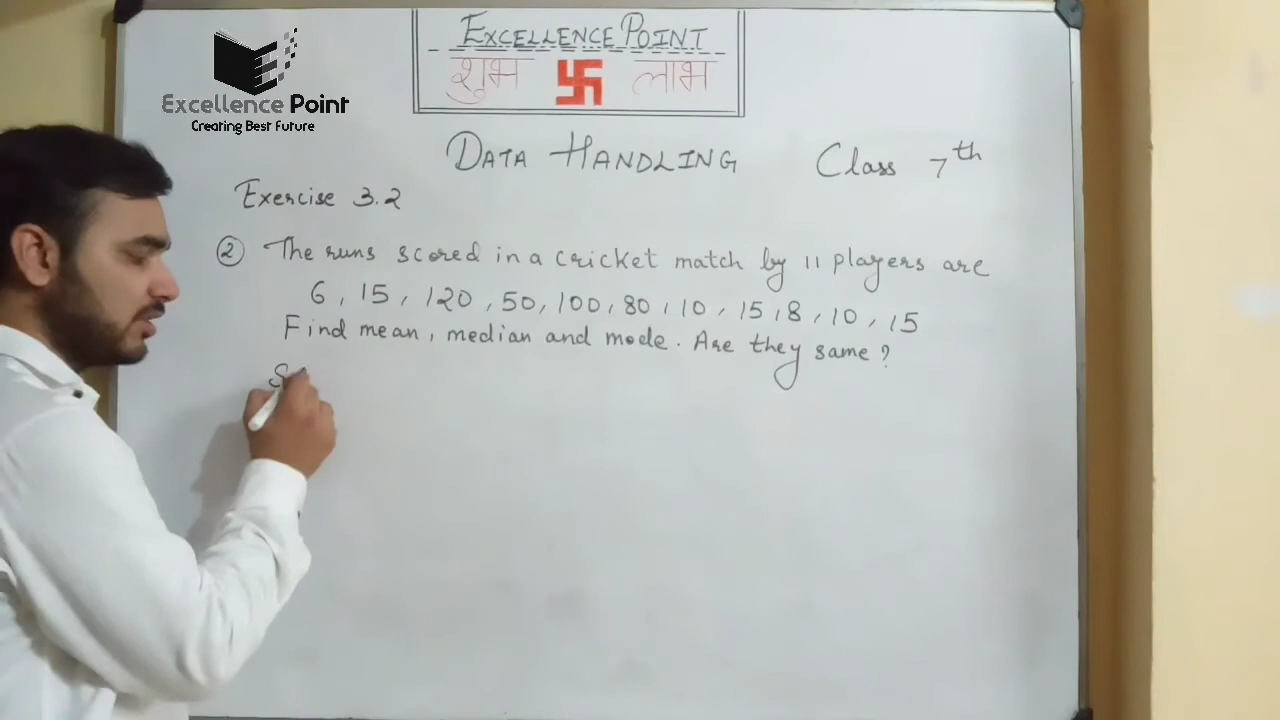 EXCELLENCE POINT
शुभ 卐 लाभ
Excellence Point
Creating Best Future
DATA HANDLING Class 7th
Exercise 3.2
② The runs scored in a cricket match by 11 players are
6, 15, 120, 50, 100, 80, 10, 15, 8, 10, 15
Find mean, median and mode. Are they same?
S